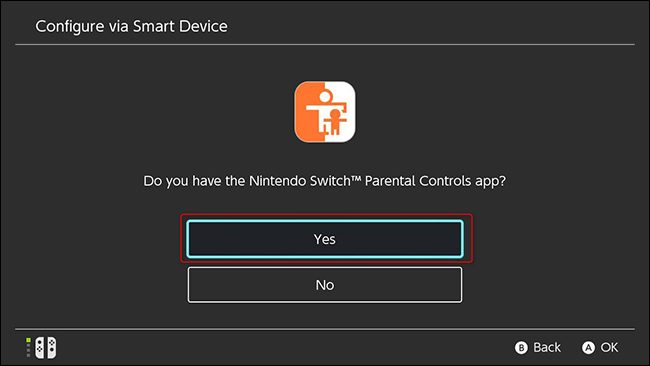 Configure via Smart Device
Do you have the Nintendo Switch™ Parental Controls app?
Yes
No
B Back A OK